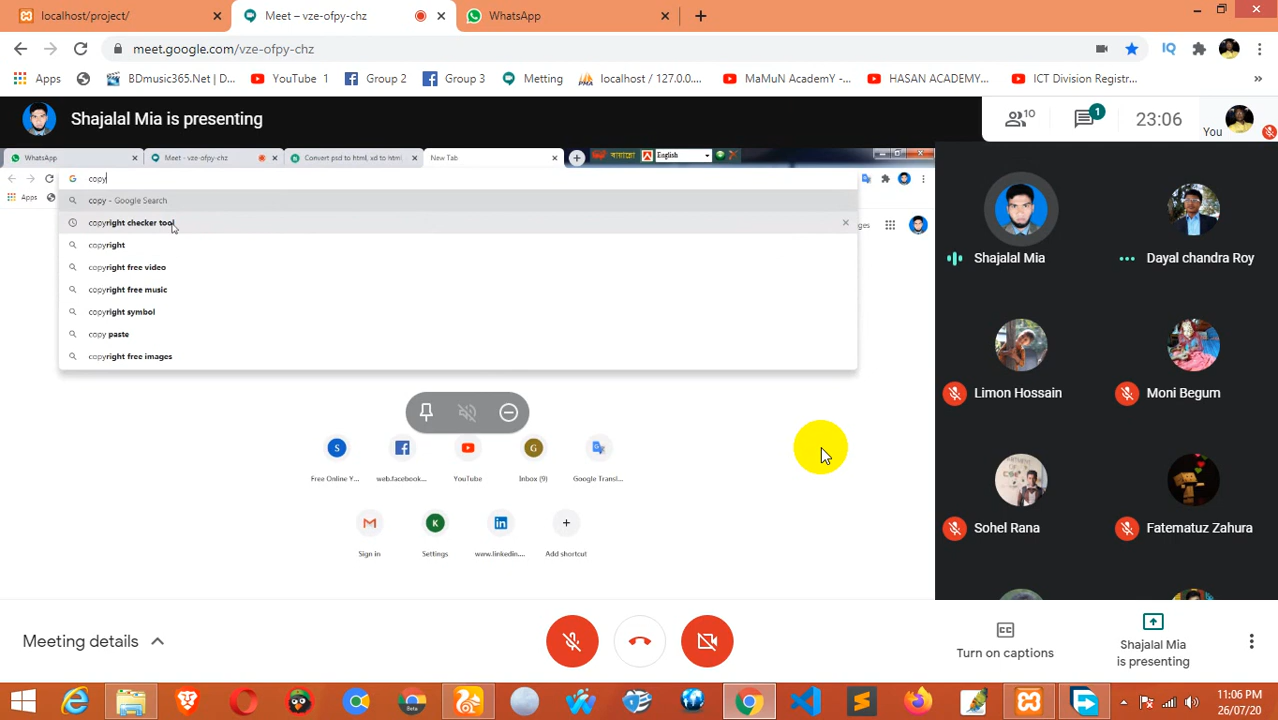 localhost/project/
Meet – vze-ofpy-chz
WhatsApp
meet.google.com/vze-ofpy-chz
Apps
BDmusic365.Net | D...
YouTube 1
Group 2
Group 3
Metting
localhost / 127.0.0....
MaMuN AcademY -...
HASAN ACADEMY...
ICT Division Registr...
»
Shajalal Mia is presenting
10
1
23:06
You
WhatsApp
Meet - vze-ofpy-chz
Convert psd to html, xd to html
New Tab
English
copy
Apps
copy - Google Search
copyright checker tool
copyright
copyright free video
copyright free music
copyright symbol
copy paste
copyright free images
ges
S
Free Online Y...
web.facebook...
YouTube
G
Inbox (9)
Google Transl...
Sign in
K
Settings
www.linkedin....
Add shortcut
Shajalal Mia
Dayal chandra Roy
Limon Hossain
Moni Begum
Sohel Rana
Fatematuz Zahura
Meeting details
CC
Turn on captions
Shajalal Mia
is presenting
Beta
11:06 PM
26/07/20